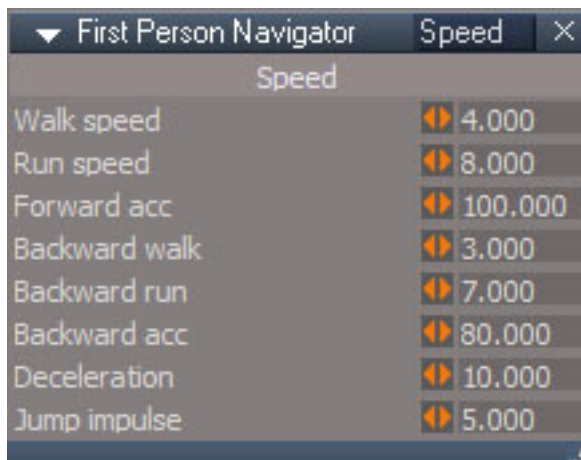 First Person Navigator Speed
Speed
Walk speed 4.000
Run speed 8.000
Forward acc 100.000
Backward walk 3.000
Backward run 7.000
Backward acc 80.000
Deceleration 10.000
Jump impulse 5.000